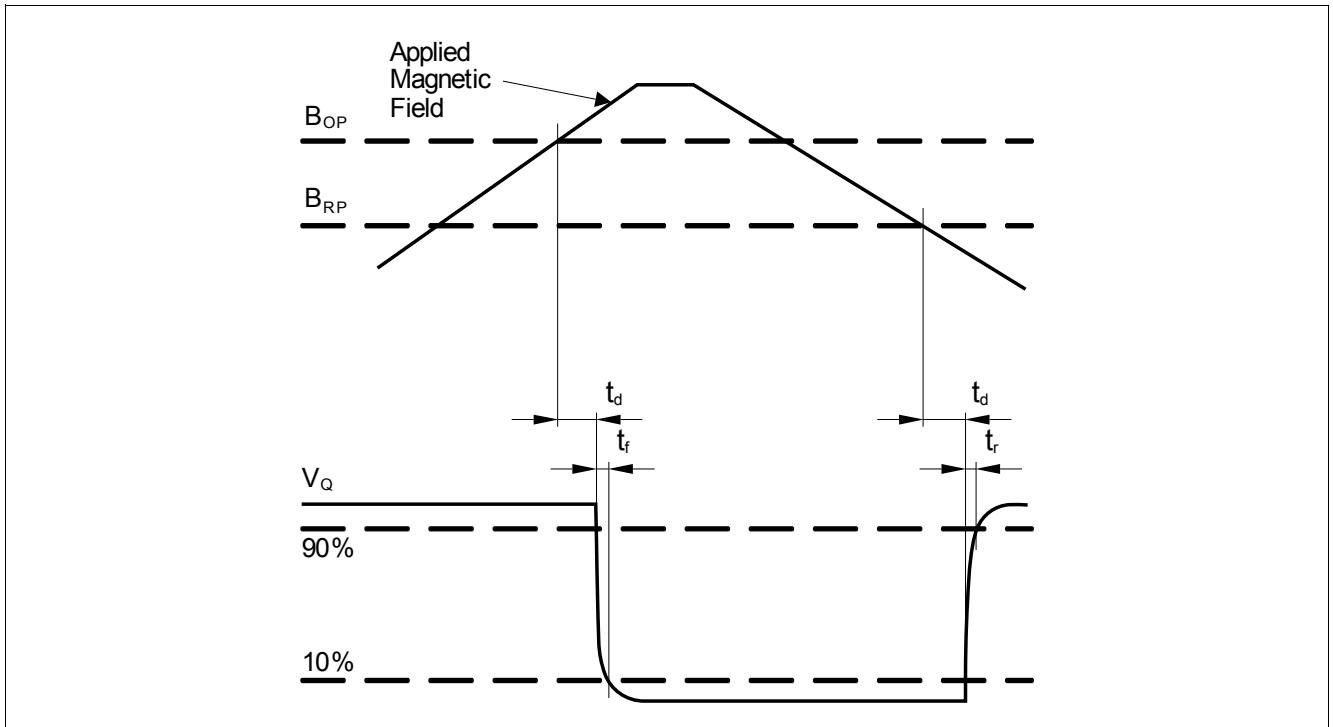 Applied
Magnetic
Field
B_OP
B_RP
t_d
t_d
t_f
t_r
V_Q
90%
10%